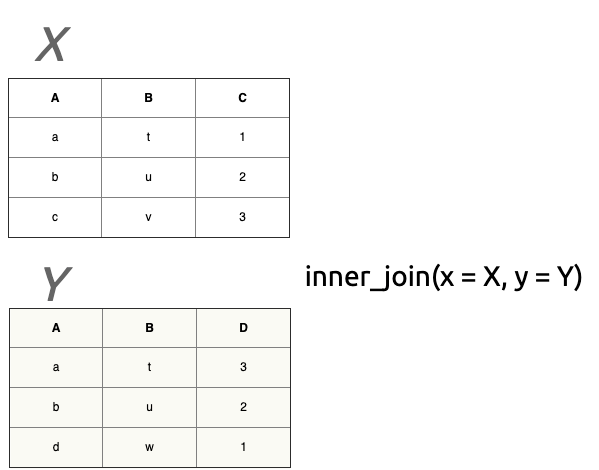 X
A B C
a t 1
b u 2
c v 3
Y
inner_join(x = X, y = Y)
A B D
a t 3
b u 2
d w 1